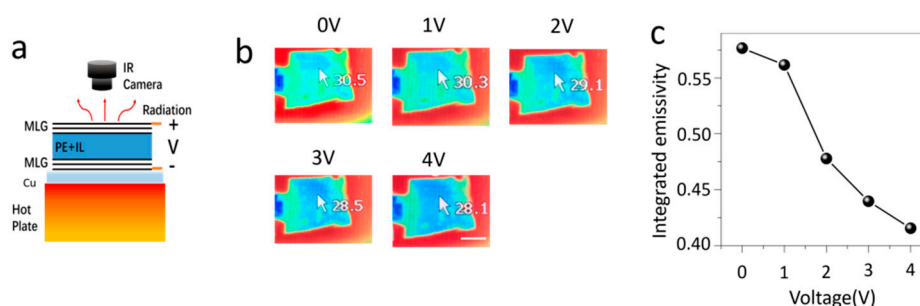 a
IR
Camera
Radiation
MLG
+
PE+IL
V
MLG
-
Cu
Hot
Plate
b
0V
1V
2V
30.5
30.3
29.1
3V
4V
28.5
28.1
c
Integrated emissivity
0.55
0.50
0.45
0.40
0
1
2
3
4
Voltage(V)